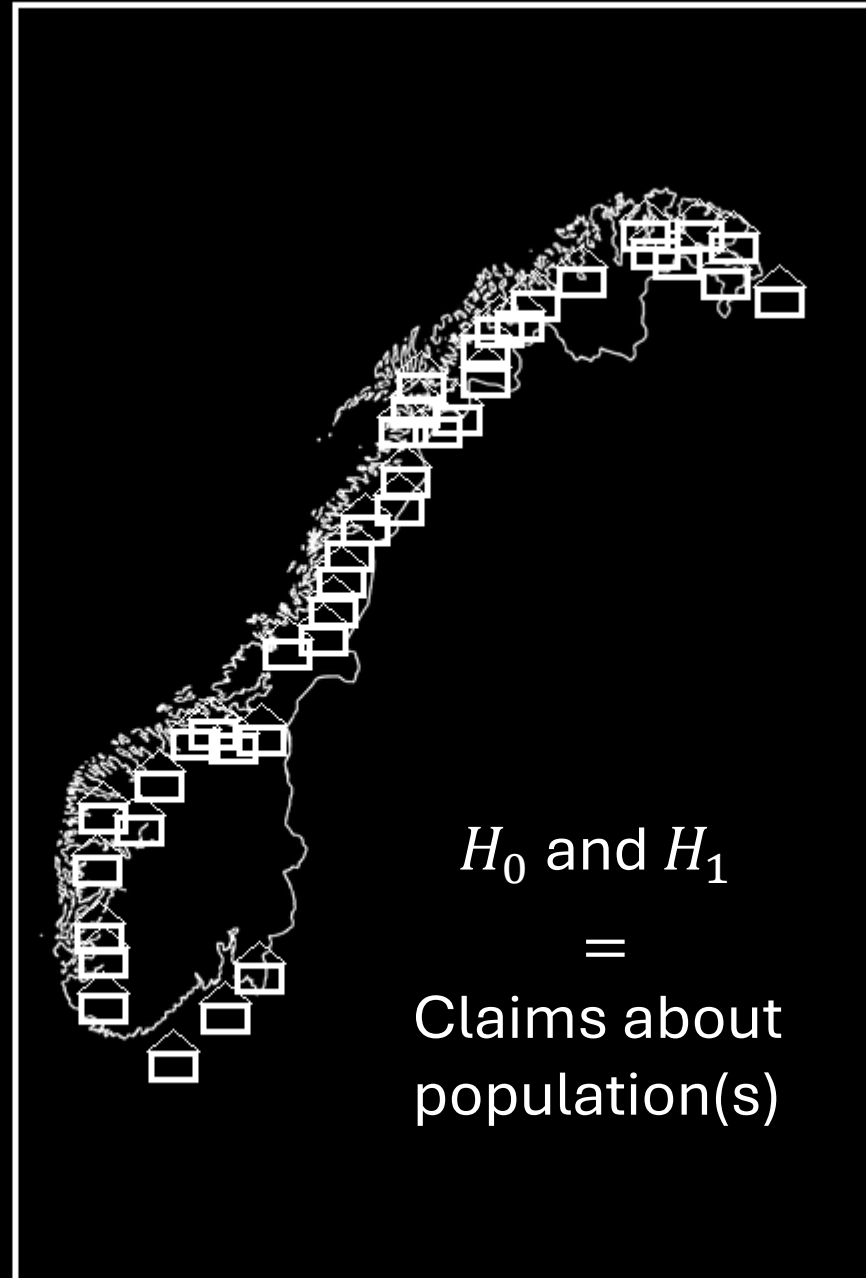 H₀ and H₁
=
Claims about
population(s)